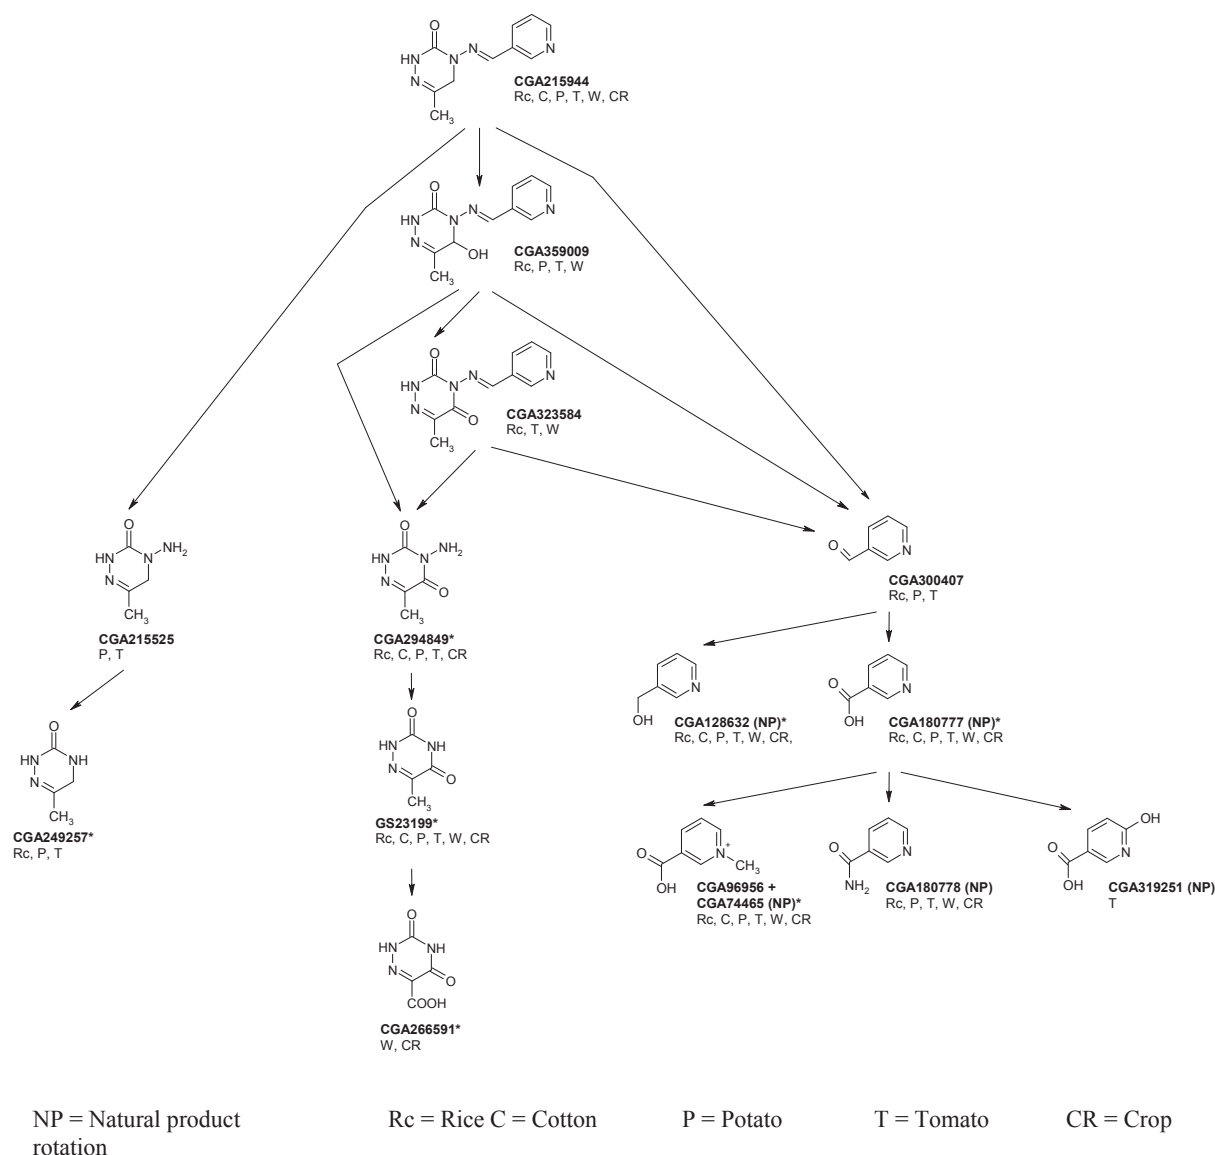 O
HN
N
N
N
N
CH3
CGA215944
Rc, C, P, T, W, CR
O
HN
N
N
N
N
OH
CH3
CGA359009
Rc, P, T, W
O
HN
N
N
N
N
O
CH3
CGA323584
Rc, T, W
O
HN
N
NH2
N
CH3
CGA215525
P, T
O
HN
N
NH2
N
O
CH3
CGA294849*
Rc, C, P, T, CR
O
N
CGA300407
Rc, P, T
O
HN
NH
N
CH3
CGA249257*
Rc, P, T
O
HN
NH
N
O
CH3
GS23199*
Rc, C, P, T, W, CR
N
OH
CGA128632 (NP)*
Rc, C, P, T, W, CR,
O
N
OH
CGA180777 (NP)*
Rc, C, P, T, W, CR
O
HN
NH
N
O
COOH
CGA266591*
W, CR
O
N+
CH3
OH
CGA96956 +
CGA74465 (NP)*
Rc, C, P, T, W, CR
O
N
NH2
CGA180778 (NP)
Rc, P, T, W, CR
OH
O
N
OH
CGA319251 (NP)
T
NP = Natural product Rc = Rice C = Cotton P = Potato T = Tomato CR = Crop
rotation